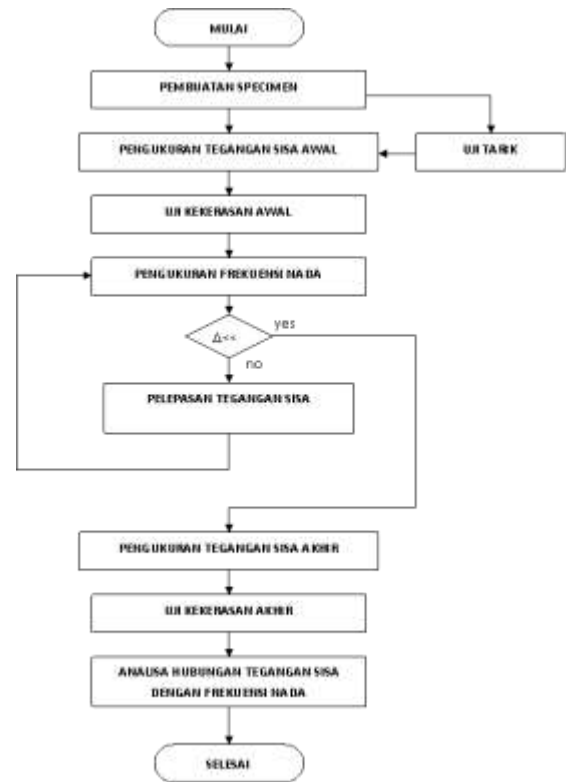 MULAI
PEMBUATAN SPECIMEN
PENGUKURAN TEGANGAN SISA AWAL
UJI TARIK
UJI KEKERASAN AWAL
PENGUKURAN FREKUENSI NADA
Δ<<
yes
no
PELEPASAN TEGANGAN SISA
PENGUKURAN TEGANGAN SISA AKHIR
UJI KEKERASAN AKHIR
ANALISA HUBUNGAN TEGANGAN SISA
DENGAN FREKUENSI NADA
SELESAI